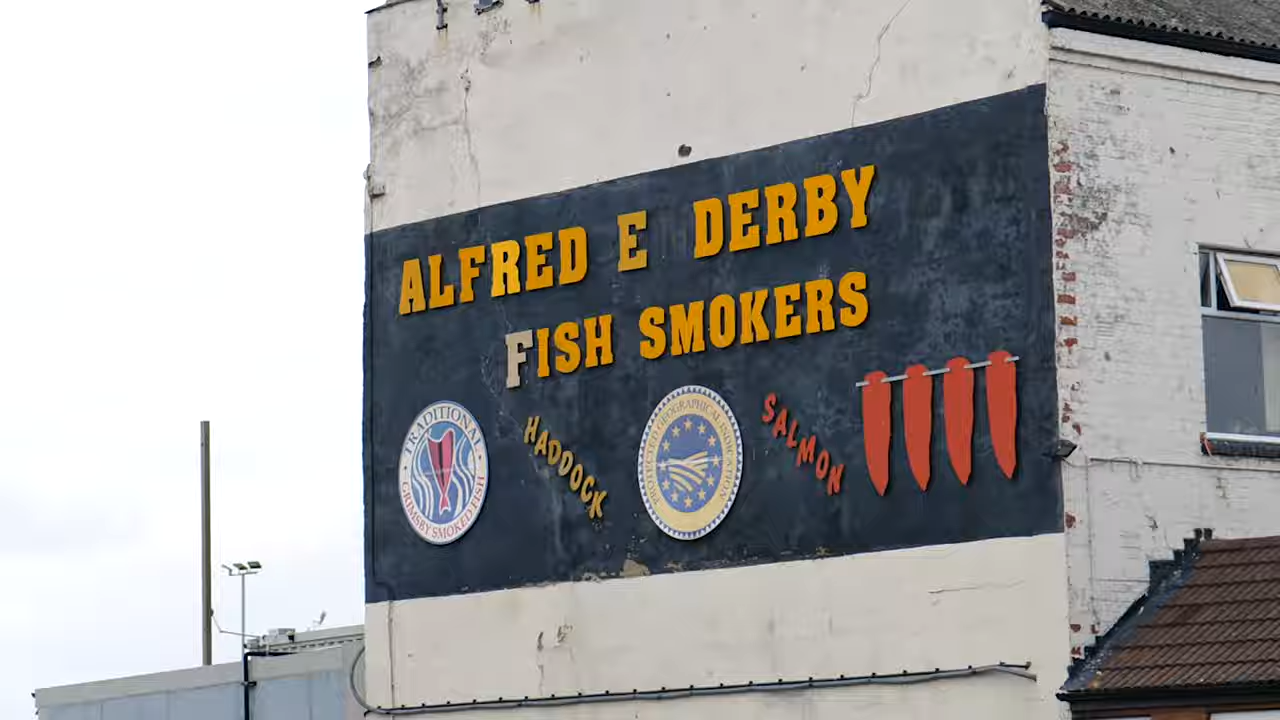 ALFRED E DERBY
FISH SMOKERS
TRADITIONAL
GRIMSBY SMOKED FISH
HADDOCK
PROTECTED GEOGRAPHICAL INDICATION
SALMON